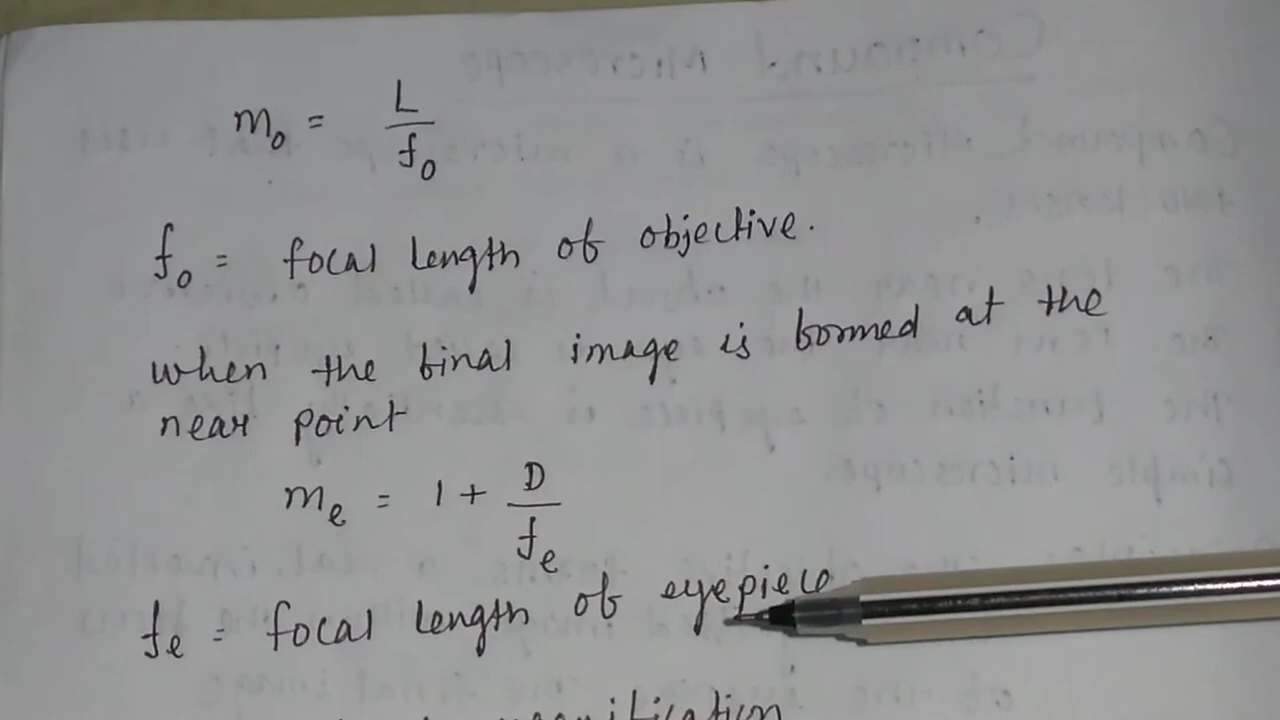 m₀ = L/f₀
f₀ = focal length of objective.
when the final image is formed at the
near point
mₑ = 1 + D/fₑ
fₑ = focal length of eyepiece
magnification